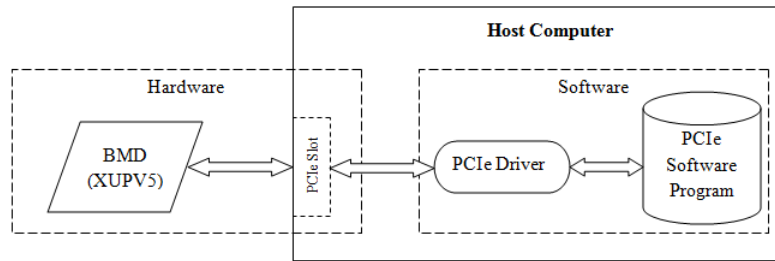 Host Computer
Hardware
Software
BMD
(XUPV5)
PCIe Slot
PCIe Driver
PCIe
Software
Program